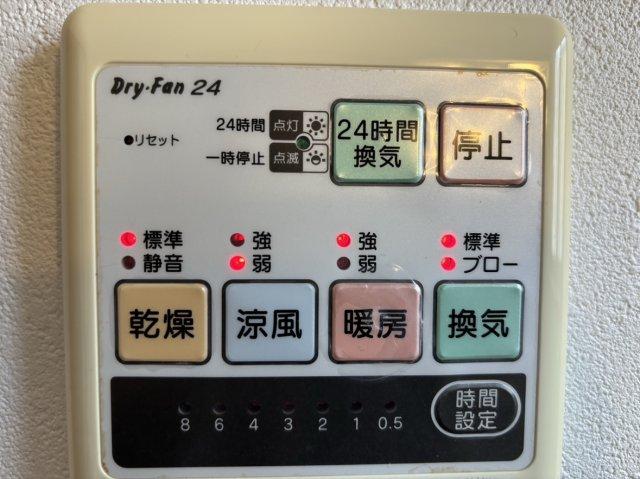 Dry·Fan 24
24時間 点灯
●リセット
一時停止 点滅
24時間
換気
停止
標準 強 強 標準
静音 弱 弱 ブロー
乾燥 涼風 暖房 換気
8 6 4 3 2 1 0.5
時間
設定